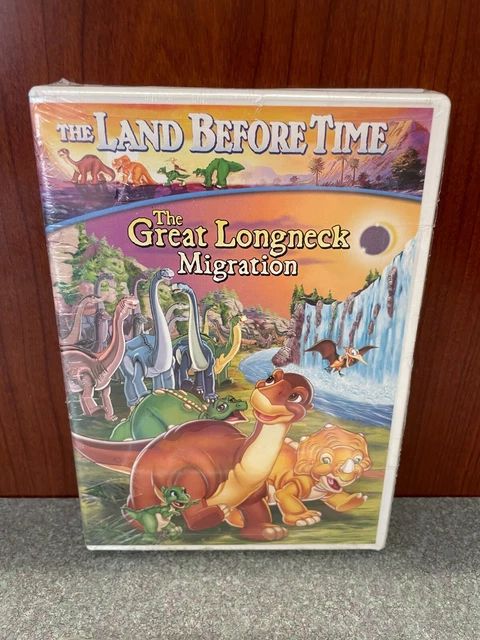 THE LAND BEFORE TIME
The
Great Longneck
Migration